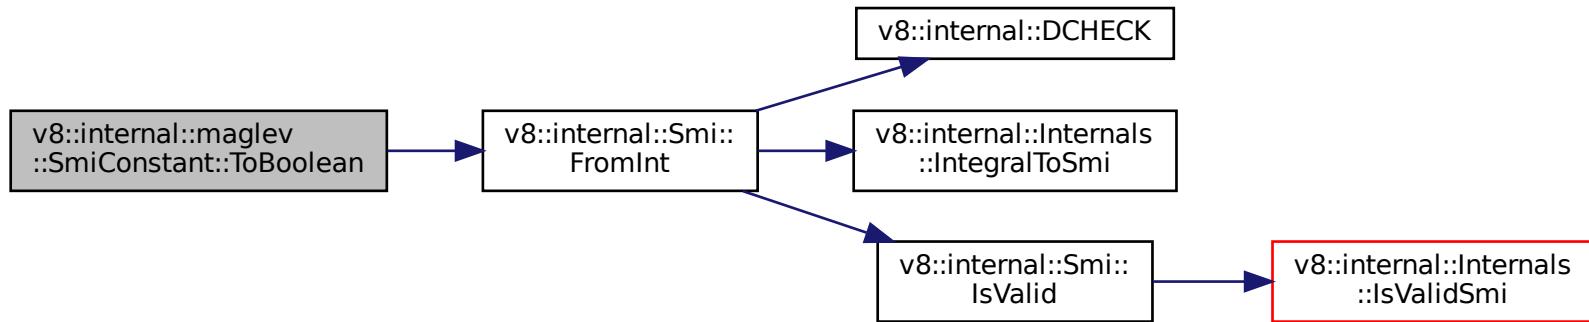 v8::internal::DCHECK
v8::internal::maglev
::SmiConstant::ToBoolean
v8::internal::Smi::
FromInt
v8::internal::Internals
::IntegralToSmi
v8::internal::Smi::
IsValid
v8::internal::Internals
::IsValidSmi